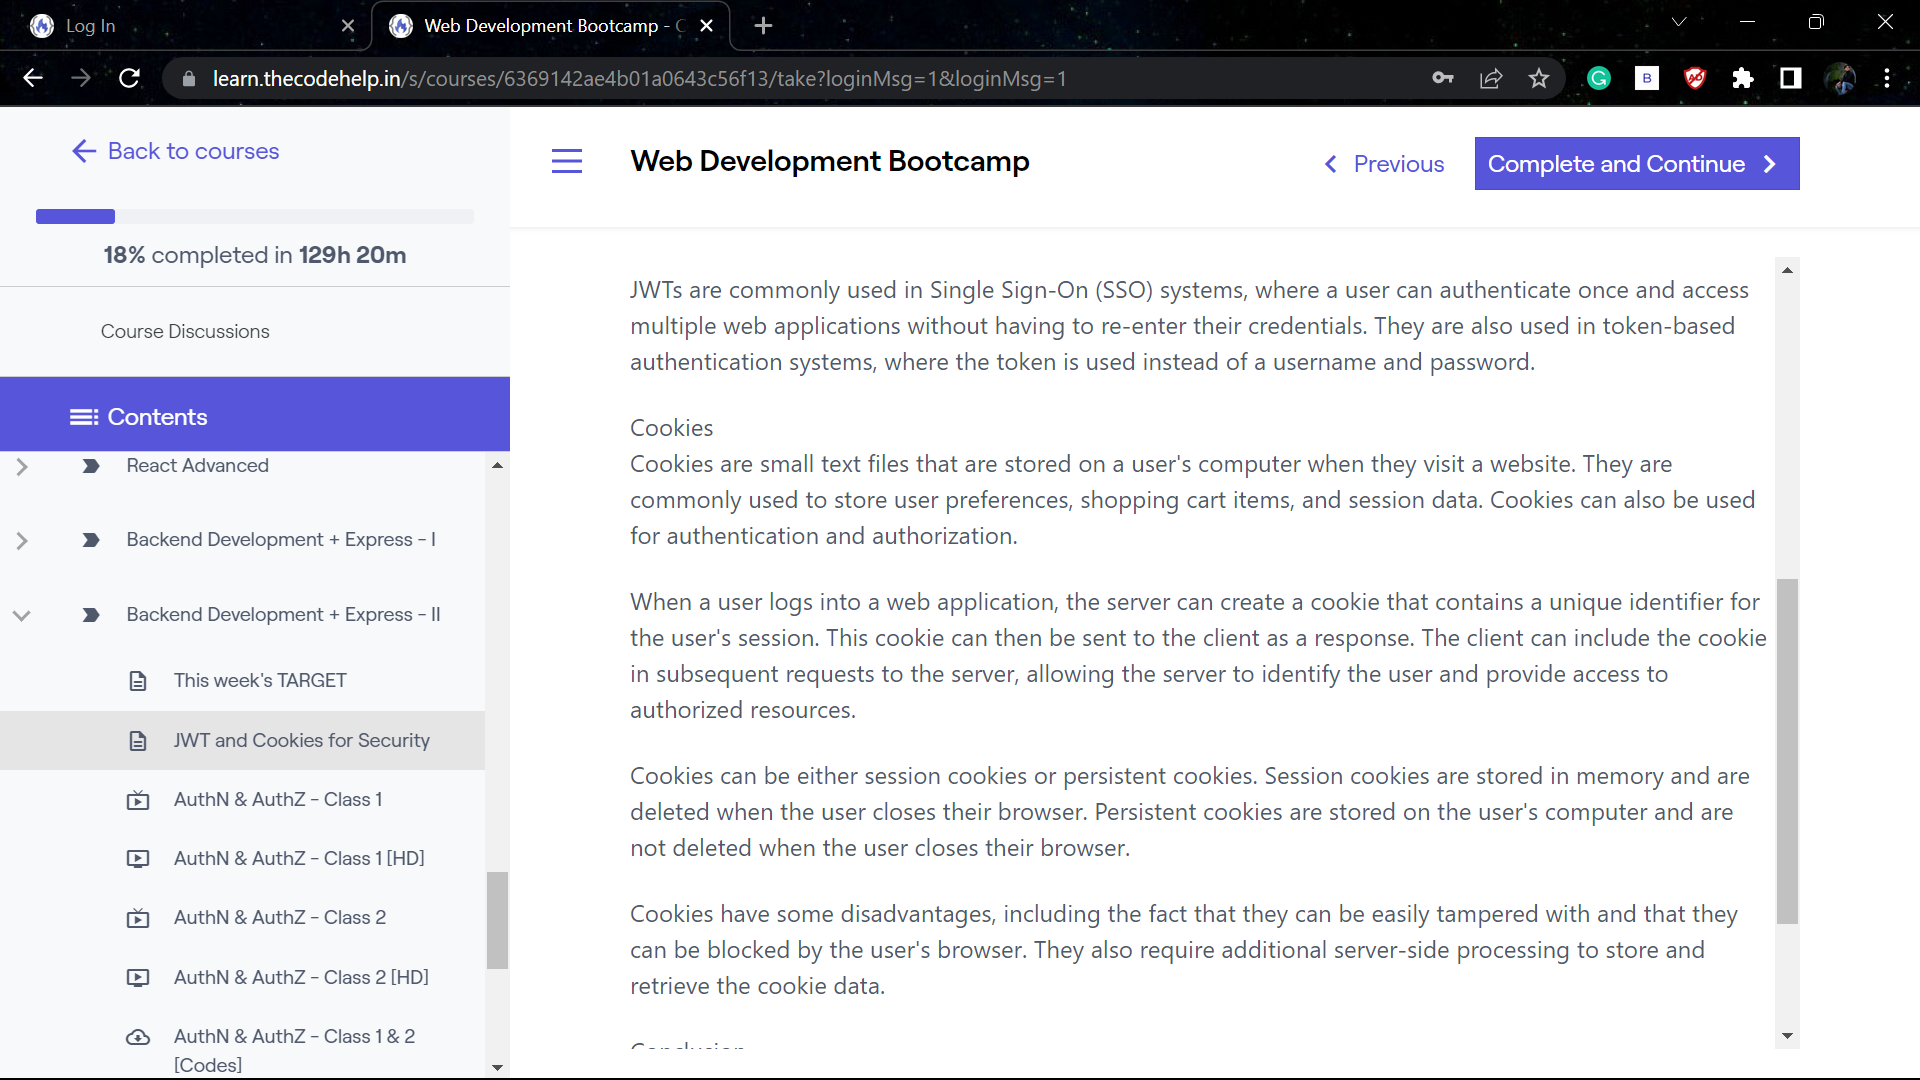 Log In
Web Development Bootcamp - C
learn.thecodehelp.in/s/courses/6369142ae4b01a0643c56f13/take?loginMsg=1&loginMsg=1
Back to courses
18% completed in 129h 20m
Course Discussions
Contents
React Advanced
Backend Development + Express - I
Backend Development + Express - II
This week's TARGET
JWT and Cookies for Security
AuthN & AuthZ - Class 1
AuthN & AuthZ - Class 1 [HD]
AuthN & AuthZ - Class 2
AuthN & AuthZ - Class 2 [HD]
AuthN & AuthZ - Class 1 & 2
[Codes]
Web Development Bootcamp
Previous
Complete and Continue
JWTs are commonly used in Single Sign-On (SSO) systems, where a user can authenticate once and access
multiple web applications without having to re-enter their credentials. They are also used in token-based
authentication systems, where the token is used instead of a username and password.
Cookies
Cookies are small text files that are stored on a user's computer when they visit a website. They are
commonly used to store user preferences, shopping cart items, and session data. Cookies can also be used
for authentication and authorization.
When a user logs into a web application, the server can create a cookie that contains a unique identifier for
the user's session. This cookie can then be sent to the client as a response. The client can include the cookie
in subsequent requests to the server, allowing the server to identify the user and provide access to
authorized resources.
Cookies can be either session cookies or persistent cookies. Session cookies are stored in memory and are
deleted when the user closes their browser. Persistent cookies are stored on the user's computer and are
not deleted when the user closes their browser.
Cookies have some disadvantages, including the fact that they can be easily tampered with and that they
can be blocked by the user's browser. They also require additional server-side processing to store and
retrieve the cookie data.
Conclusion